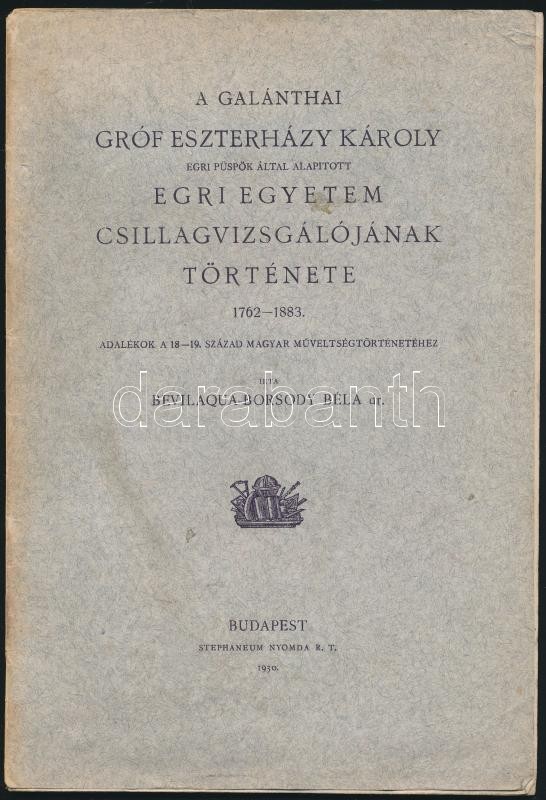 A GALÁNTHAI
GRÓF ESZTERHÁZY KÁROLY
EGRI PÜSPÖK ÁLTAL ALAPITOTT
EGRI EGYETEM
CSILLAGVIZSGÁLÓJÁNAK
TÖRTÉNETE
1762—1883.
ADALÉKOK A 18—19. SZÁZAD MAGYAR MŰVELTSÉGTÖRTÉNETÉHEZ
IRTA
BEVILAQUA-BORSODY BÉLA dr.
darabanth
BUDAPEST
STEPHANEUM NYOMDA R. T.
1930.